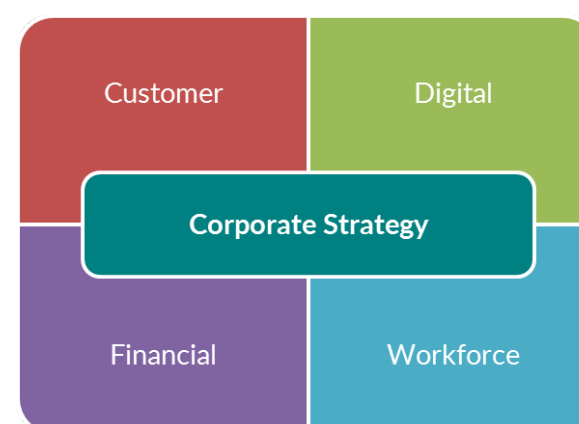 Customer
Digital
Corporate Strategy
Financial
Workforce